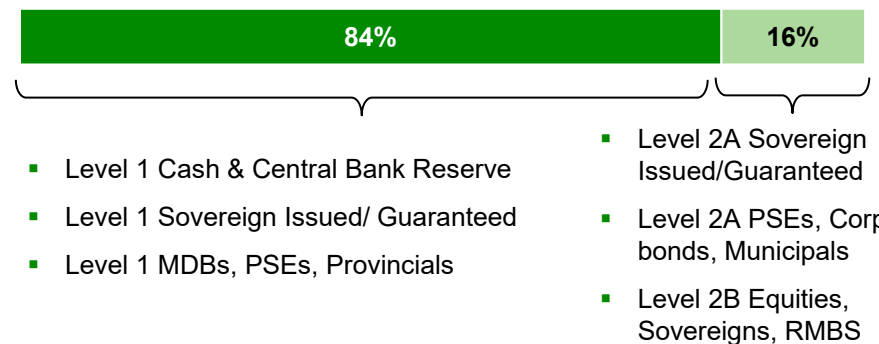 84%
16%
▪ Level 1 Cash & Central Bank Reserve
▪ Level 1 Sovereign Issued/ Guaranteed
▪ Level 1 MDBs, PSEs, Provincials
▪ Level 2A Sovereign
Issued/Guaranteed
▪ Level 2A PSEs, Corp
bonds, Municipals
▪ Level 2B Equities,
Sovereigns, RMBS